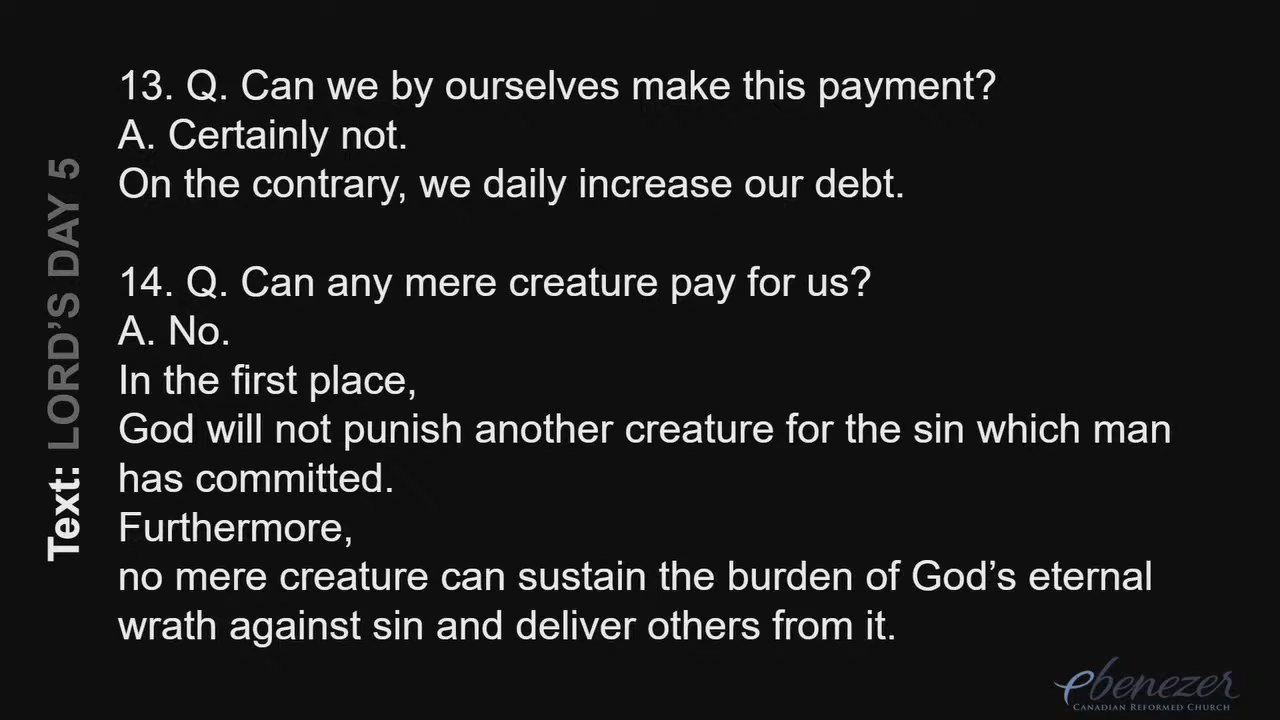 Text: LORD'S DAY 5
13. Q. Can we by ourselves make this payment?
A. Certainly not.
On the contrary, we daily increase our debt.
14. Q. Can any mere creature pay for us?
A. No.
In the first place,
God will not punish another creature for the sin which man
has committed.
Furthermore,
no mere creature can sustain the burden of God’s eternal
wrath against sin and deliver others from it.
ebenezer
CANADIAN REFORMED CHURCH